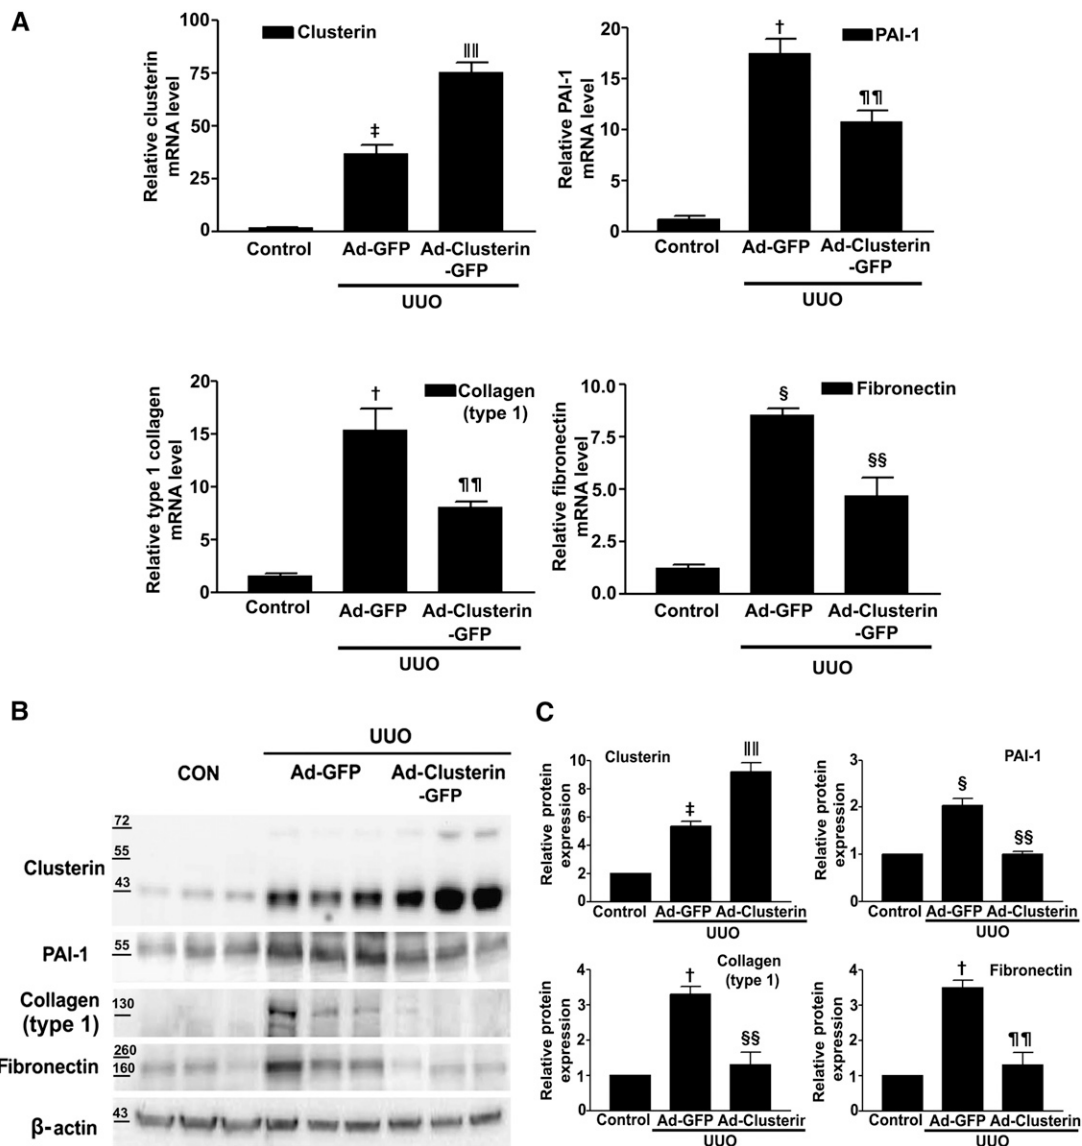 A
Relative clusterin
mRNA level
100
75
50
25
0
Clusterin
‡
‖‖
Control
Ad-GFP
Ad-Clusterin
-GFP
UUO
Relative PAI-1
mRNA level
20
15
10
5
0
PAI-1
†
¶¶
Control
Ad-GFP
Ad-Clusterin
-GFP
UUO
Relative type 1 collagen
mRNA level
20
15
10
5
0
Collagen
(type 1)
†
¶¶
Control
Ad-GFP
Ad-Clusterin
-GFP
UUO
Relative fibronectin
mRNA level
10.0
7.5
5.0
2.5
0.0
Fibronectin
§
§§
Control
Ad-GFP
Ad-Clusterin
-GFP
UUO
B
UUO
CON
Ad-GFP
Ad-Clusterin
-GFP
Clusterin
72
55
43
PAI-1
55
Collagen
(type 1)
130
Fibronectin
260
160
β-actin
43
C
Clusterin
Relative protein
expression
10
8
6
4
2
0
‡
‖‖
Control
Ad-GFP
Ad-Clusterin
UUO
PAI-1
Relative protein
expression
3
2
1
0
§
§§
Control
Ad-GFP
Ad-Clusterin
UUO
Collagen
(type 1)
Relative protein
expression
4
3
2
1
0
†
§§
Control
Ad-GFP
Ad-Clusterin
UUO
Fibronectin
Relative protein
expression
4
3
2
1
0
†
¶¶
Control
Ad-GFP
Ad-Clusterin
UUO